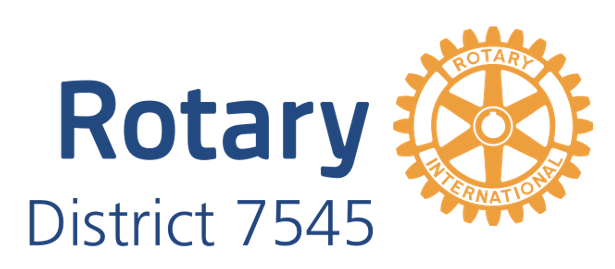 Rotary
District 7545
ROTARY
INTERNATIONAL